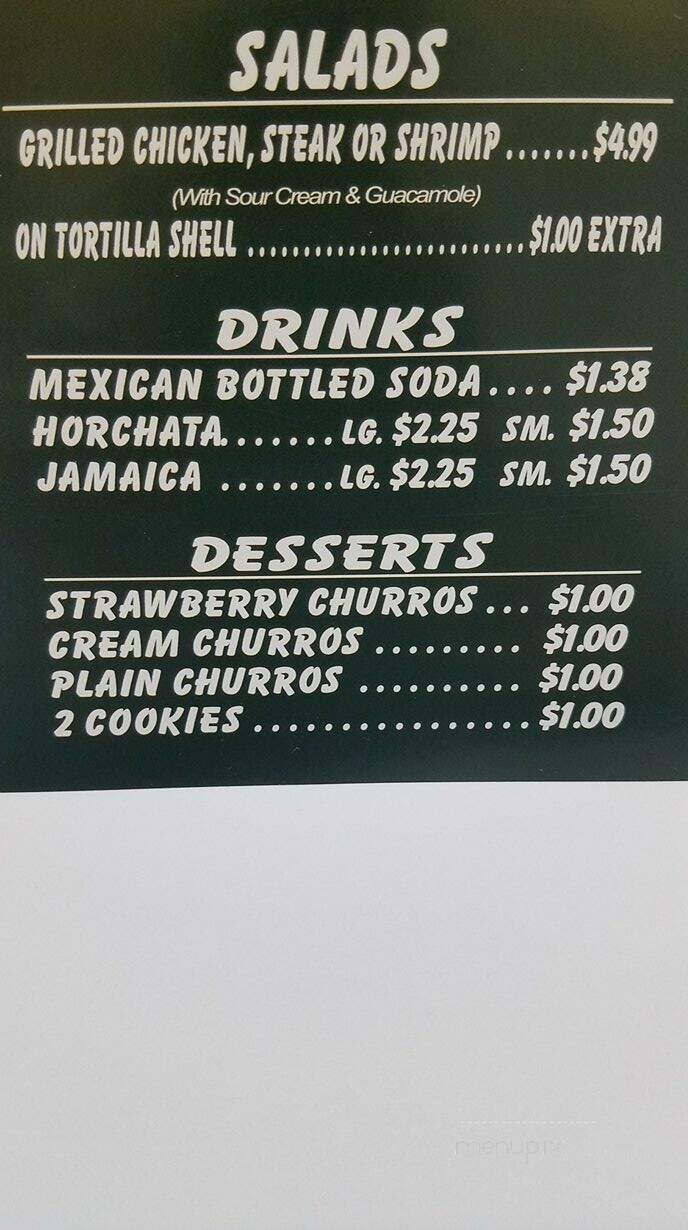 SALADS
GRILLED CHICKEN, STEAK OR SHRIMP.......$4.99
(With Sour Cream & Guacamole)
ON TORTILLA SHELL ..........................$1.00 EXTRA
DRINKS
MEXICAN BOTTLED SODA.... $1.38
HORCHATA.......LG. $2.25 SM. $1.50
JAMAICA .......LG. $2.25 SM. $1.50
DESSERTS
STRAWBERRY CHURROS... $1.00
CREAM CHURROS ......... $1.00
PLAIN CHURROS .......... $1.00
2 COOKIES ................. $1.00